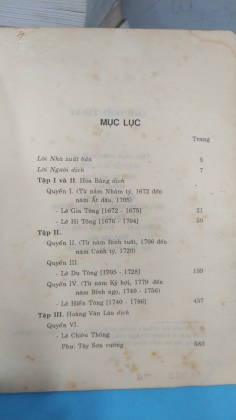 MỤC LỤC
Trang
Lời Nhà xuất bản 5
Lời Người dịch 7
Tập I và II. Hoa Bằng dịch
Quyển I. (Từ năm Nhâm tý, 1672 đến
năm Ất dậu, 1705)
- Lê Gia Tông [1672 - 1675] 21
- Lê Hi Tông [1676 - 1704] 59
Tập II.
Quyển II. (Từ năm Bính tuất, 1706 đến
năm Canh tý, 1720)
Quyển III.
- Lê Dụ Tông [1705 - 1728] 159
Quyển IV. (Từ năm Kỷ hợi, 1779 đến
năm Bính ngọ, 1740 - 1756)
- Lê Hiển Tông [1740 - 1786] 457
Tập III. Hoàng Văn Lâu dịch
Quyển VI.
- Lê Chiêu Thống
Phụ. Tây Sơn vương 683